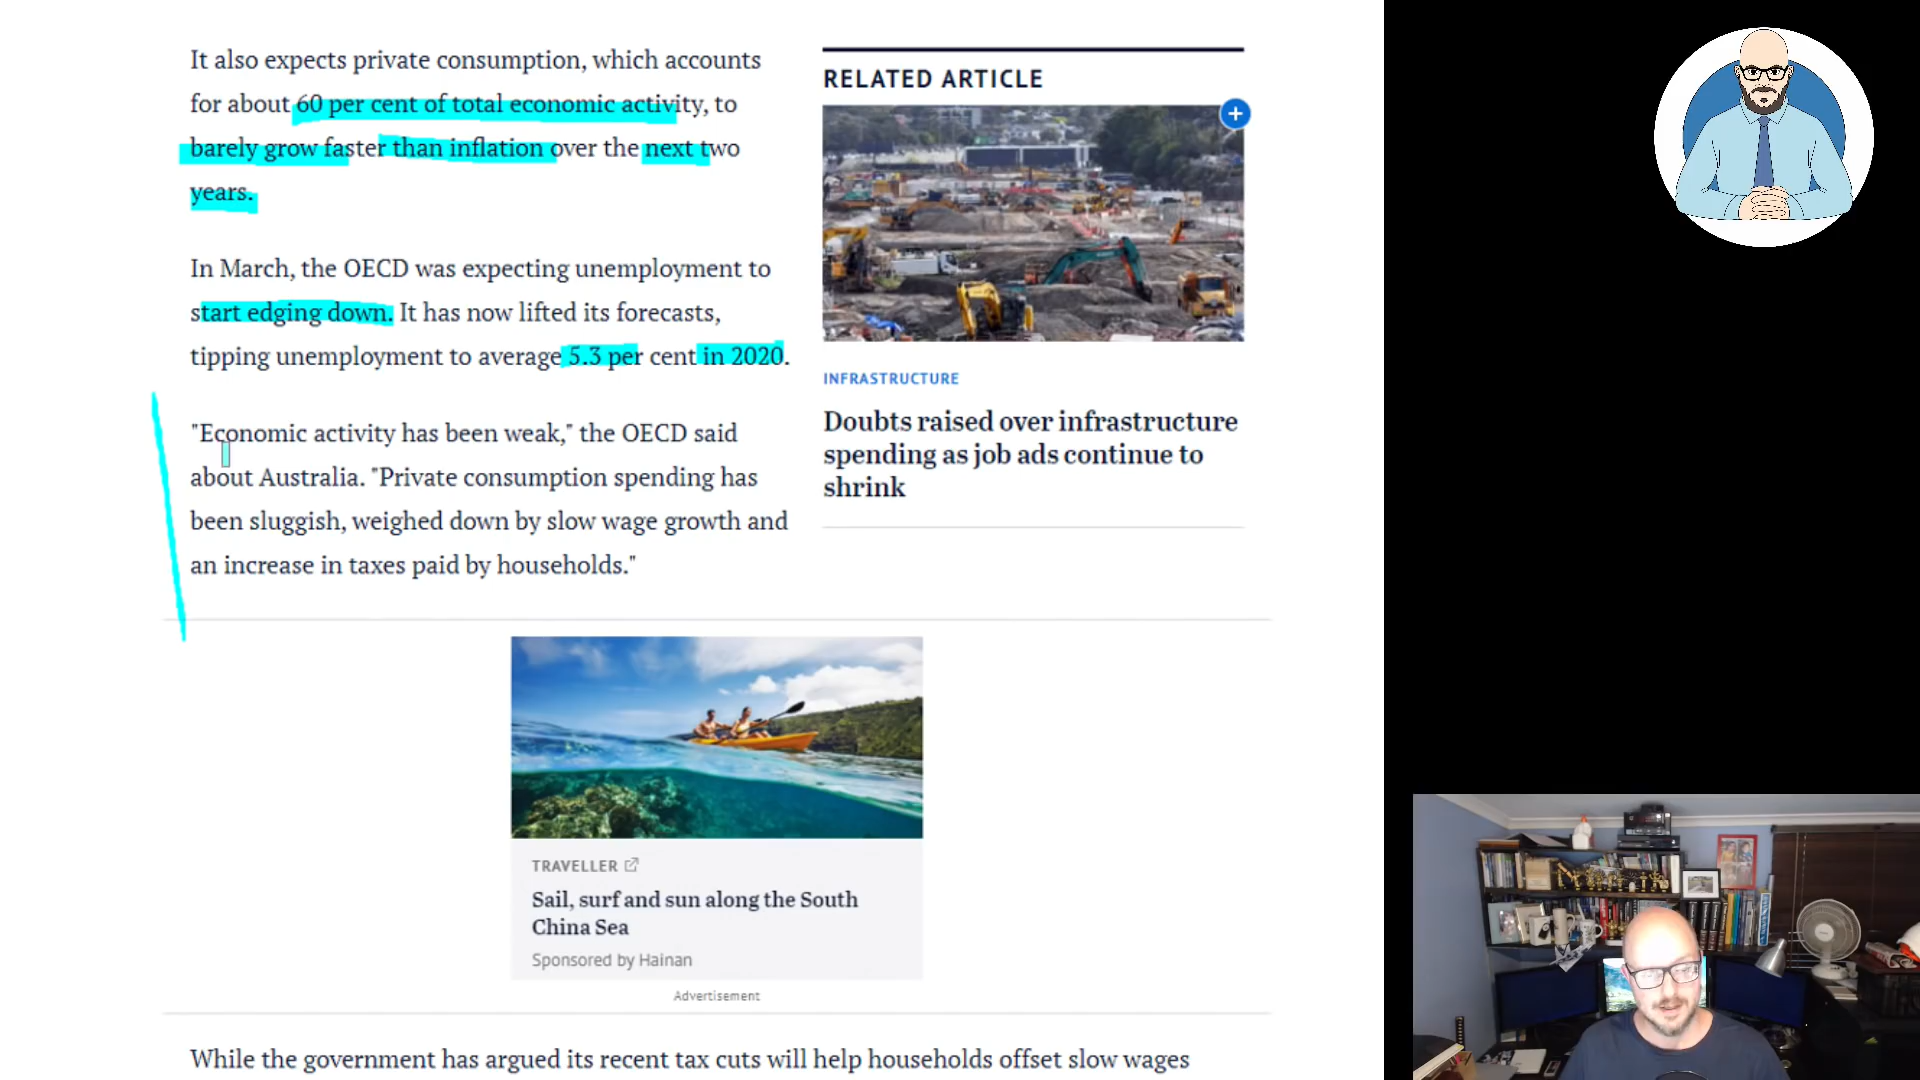 It also expects private consumption, which accounts
for about 60 per cent of total economic activity, to
barely grow faster than inflation over the next two
years.
In March, the OECD was expecting unemployment to
start edging down. It has now lifted its forecasts,
tipping unemployment to average 5.3 per cent in 2020.
"Economic activity has been weak," the OECD said
about Australia. "Private consumption spending has
been sluggish, weighed down by slow wage growth and
an increase in taxes paid by households."
RELATED ARTICLE
INFRASTRUCTURE
Doubts raised over infrastructure
spending as job ads continue to
shrink
TRAVELLER
Sail, surf and sun along the South
China Sea
Sponsored by Hainan
Advertisement
While the government has argued its recent tax cuts will help households offset slow wages